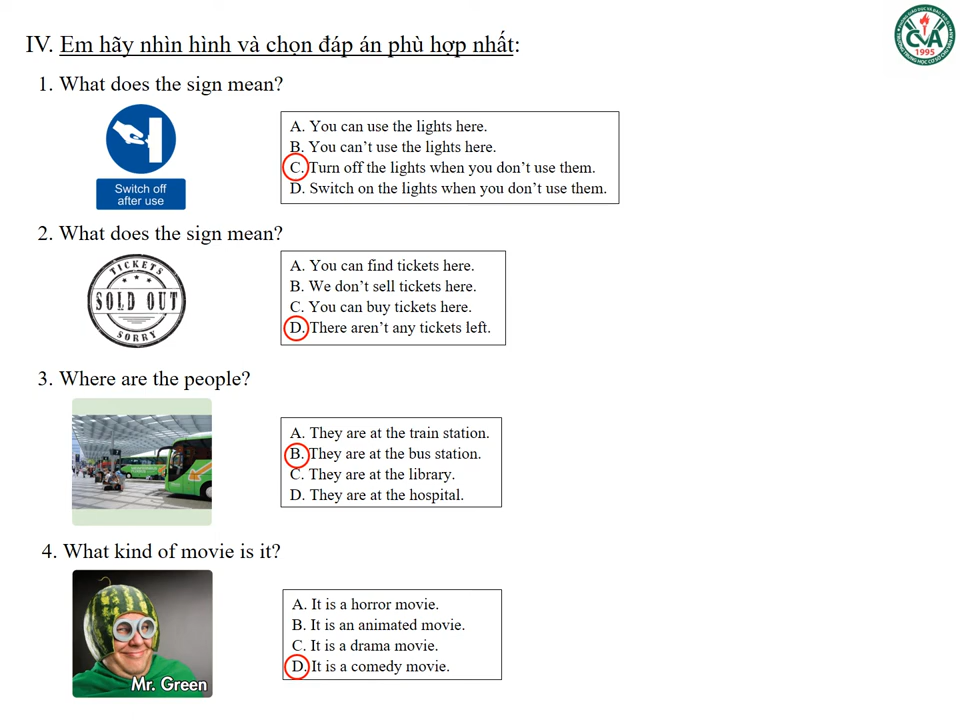 IV. Em hãy nhìn hình và chọn đáp án phù hợp nhất:
CVA
1995
1. What does the sign mean?
Switch off
after use
A. You can use the lights here.
B. You can’t use the lights here.
C. Turn off the lights when you don’t use them.
D. Switch on the lights when you don’t use them.
2. What does the sign mean?
TICKETS
SOLD OUT
SORRY
A. You can find tickets here.
B. We don’t sell tickets here.
C. You can buy tickets here.
D. There aren’t any tickets left.
3. Where are the people?
A. They are at the train station.
B. They are at the bus station.
C. They are at the library.
D. They are at the hospital.
4. What kind of movie is it?
Mr. Green
A. It is a horror movie.
B. It is an animated movie.
C. It is a drama movie.
D. It is a comedy movie.